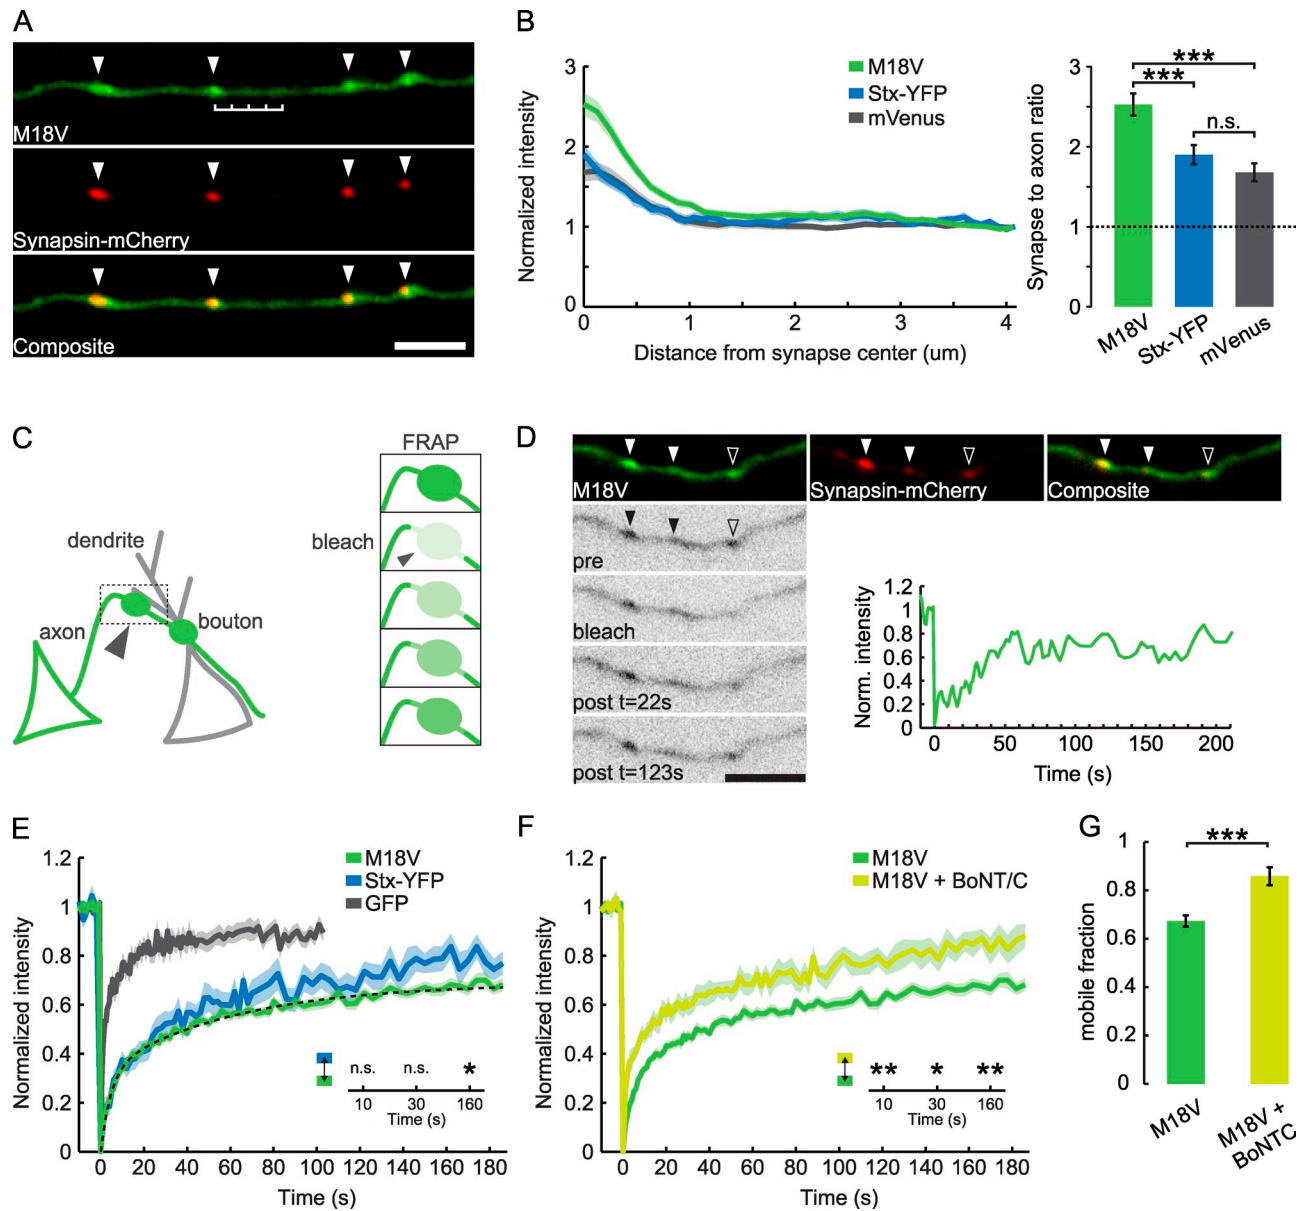 A
M18V
Synapsin-mCherry
Composite
B
Normalized intensity
3
2
1
0
0
1
2
3
4
Distance from synapse center (um)
M18V
Stx-YFP
mVenus
Synapse to axon ratio
3
2
1
0
***
***
n.s.
M18V
Stx-YFP
mVenus
C
FRAP
dendrite
bleach
axon
bouton
D
M18V
Synapsin-mCherry
Composite
pre
bleach
post t=22s
post t=123s
Norm. intensity
1.2
1
0.8
0.6
0.4
0.2
0
0
50
100
150
200
Time (s)
E
Normalized intensity
1.2
1
0.8
0.6
0.4
0.2
0
M18V
Stx-YFP
GFP
n.s.
n.s.
*
10
30
160
Time (s)
0
20
40
60
80
100
120
140
160
180
Time (s)
F
Normalized intensity
1.2
1
0.8
0.6
0.4
0.2
0
M18V
M18V + BoNT/C
**
*
**
10
30
160
Time (s)
0
20
40
60
80
100
120
140
160
180
Time (s)
G
mobile fraction
1
0.8
0.6
0.4
0.2
0
***
M18V
M18V +
BoNTC